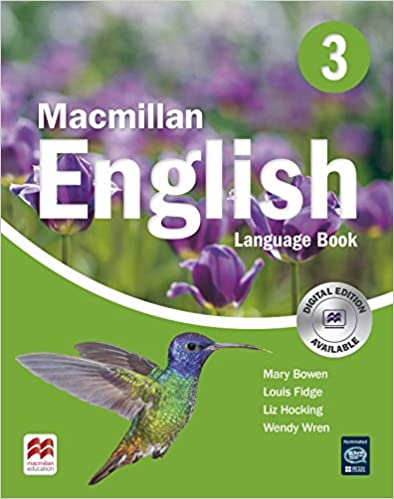 3
Macmillan
English
Language Book
DIGITAL EDITION
AVAILABLE
Mary Bowen
Louis Fidge
Liz Hocking
Wendy Wren
macmillan
education
Nominated